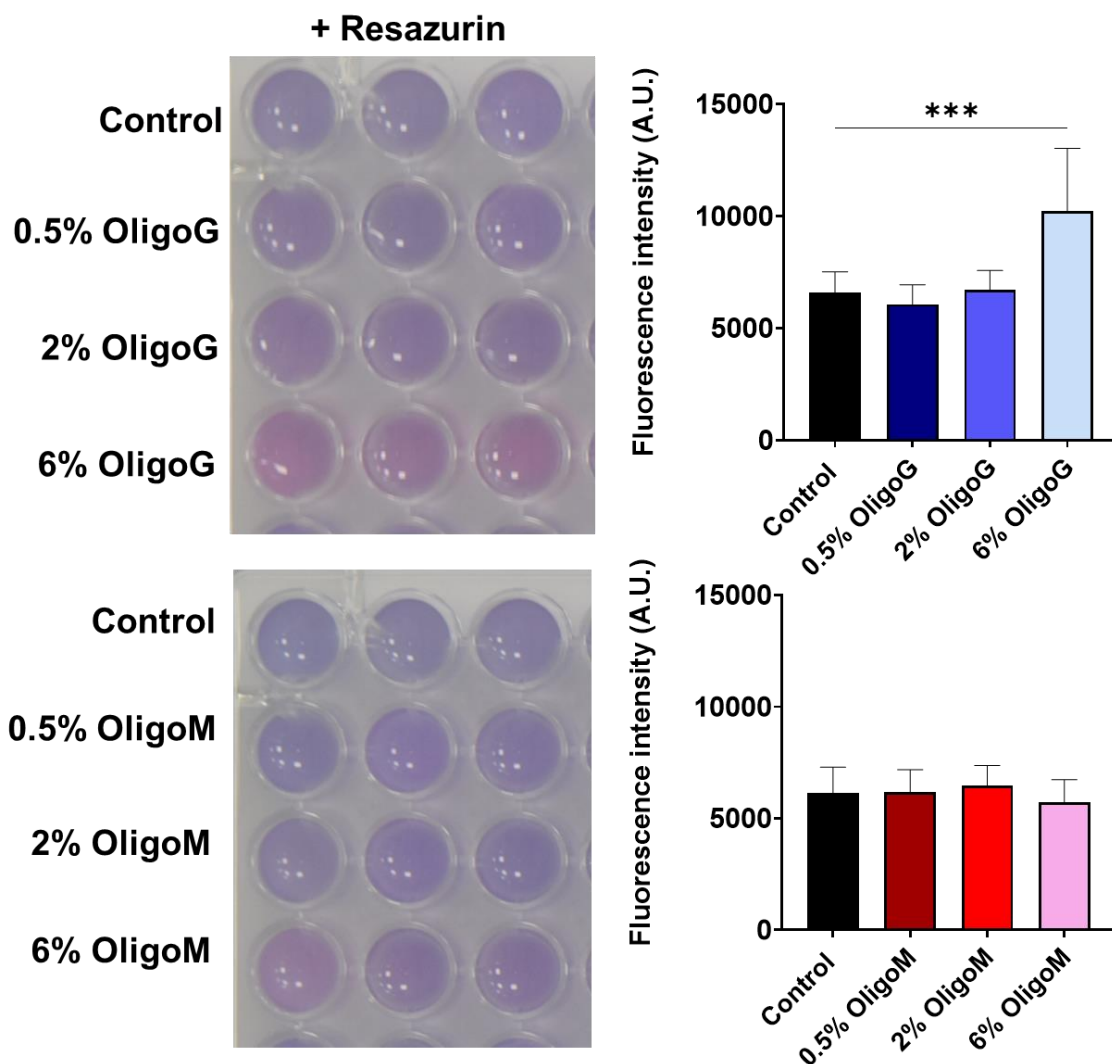 + Resazurin
Control
0.5% OligoG
2% OligoG
6% OligoG
Fluorescence intensity (A.U.)
15000
10000
5000
0
***
Control
0.5% OligoG
2% OligoG
6% OligoG
Control
0.5% OligoM
2% OligoM
6% OligoM
Fluorescence intensity (A.U.)
15000
10000
5000
0
Control
0.5% OligoM
2% OligoM
6% OligoM